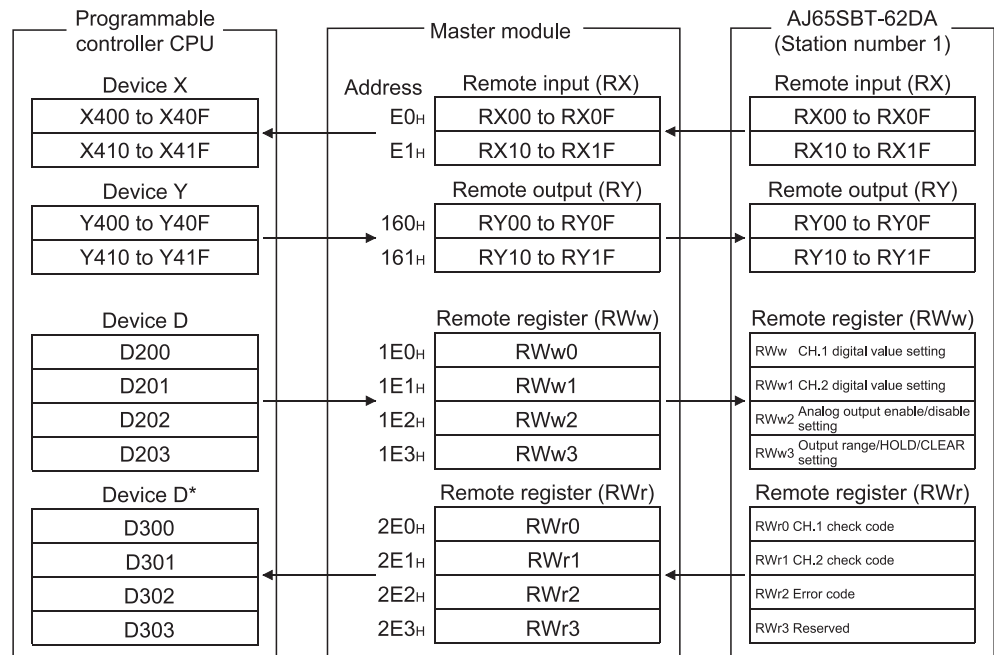 Programmable
controller CPU
Master module
AJ65SBT-62DA
(Station number 1)
Device X
Address
Remote input (RX)
Remote input (RX)
X400 to X40F
E0H
RX00 to RX0F
RX00 to RX0F
X410 to X41F
E1H
RX10 to RX1F
RX10 to RX1F
Device Y
Remote output (RY)
Remote output (RY)
Y400 to Y40F
160H
RY00 to RY0F
RY00 to RY0F
Y410 to Y41F
161H
RY10 to RY1F
RY10 to RY1F
Device D
Remote register (RWw)
Remote register (RWw)
D200
1E0H
RWw0
RWw CH.1 digital value setting
D201
1E1H
RWw1
RWw1 CH.2 digital value setting
D202
1E2H
RWw2
RWw2 Analog output enable/disable
setting
D203
1E3H
RWw3
RWw3 Output range/HOLD/CLEAR
setting
Device D*
Remote register (RWr)
Remote register (RWr)
D300
2E0H
RWr0
RWr0 CH.1 check code
D301
2E1H
RWr1
RWr1 CH.2 check code
D302
2E2H
RWr2
RWr2 Error code
D303
2E3H
RWr3
RWr3 Reserved